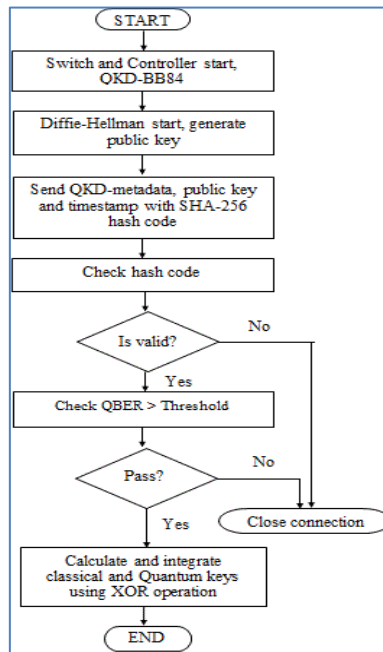 START
Switch and Controller start,
QKD-BB84
Diffie-Hellman start, generate
public key
Send QKD-metadata, public key
and timestamp with SHA-256
hash code
Check hash code
Is valid?
No
Yes
Check QBER > Threshold
Pass?
No
Yes
Close connection
Calculate and integrate
classical and Quantum keys
using XOR operation
END